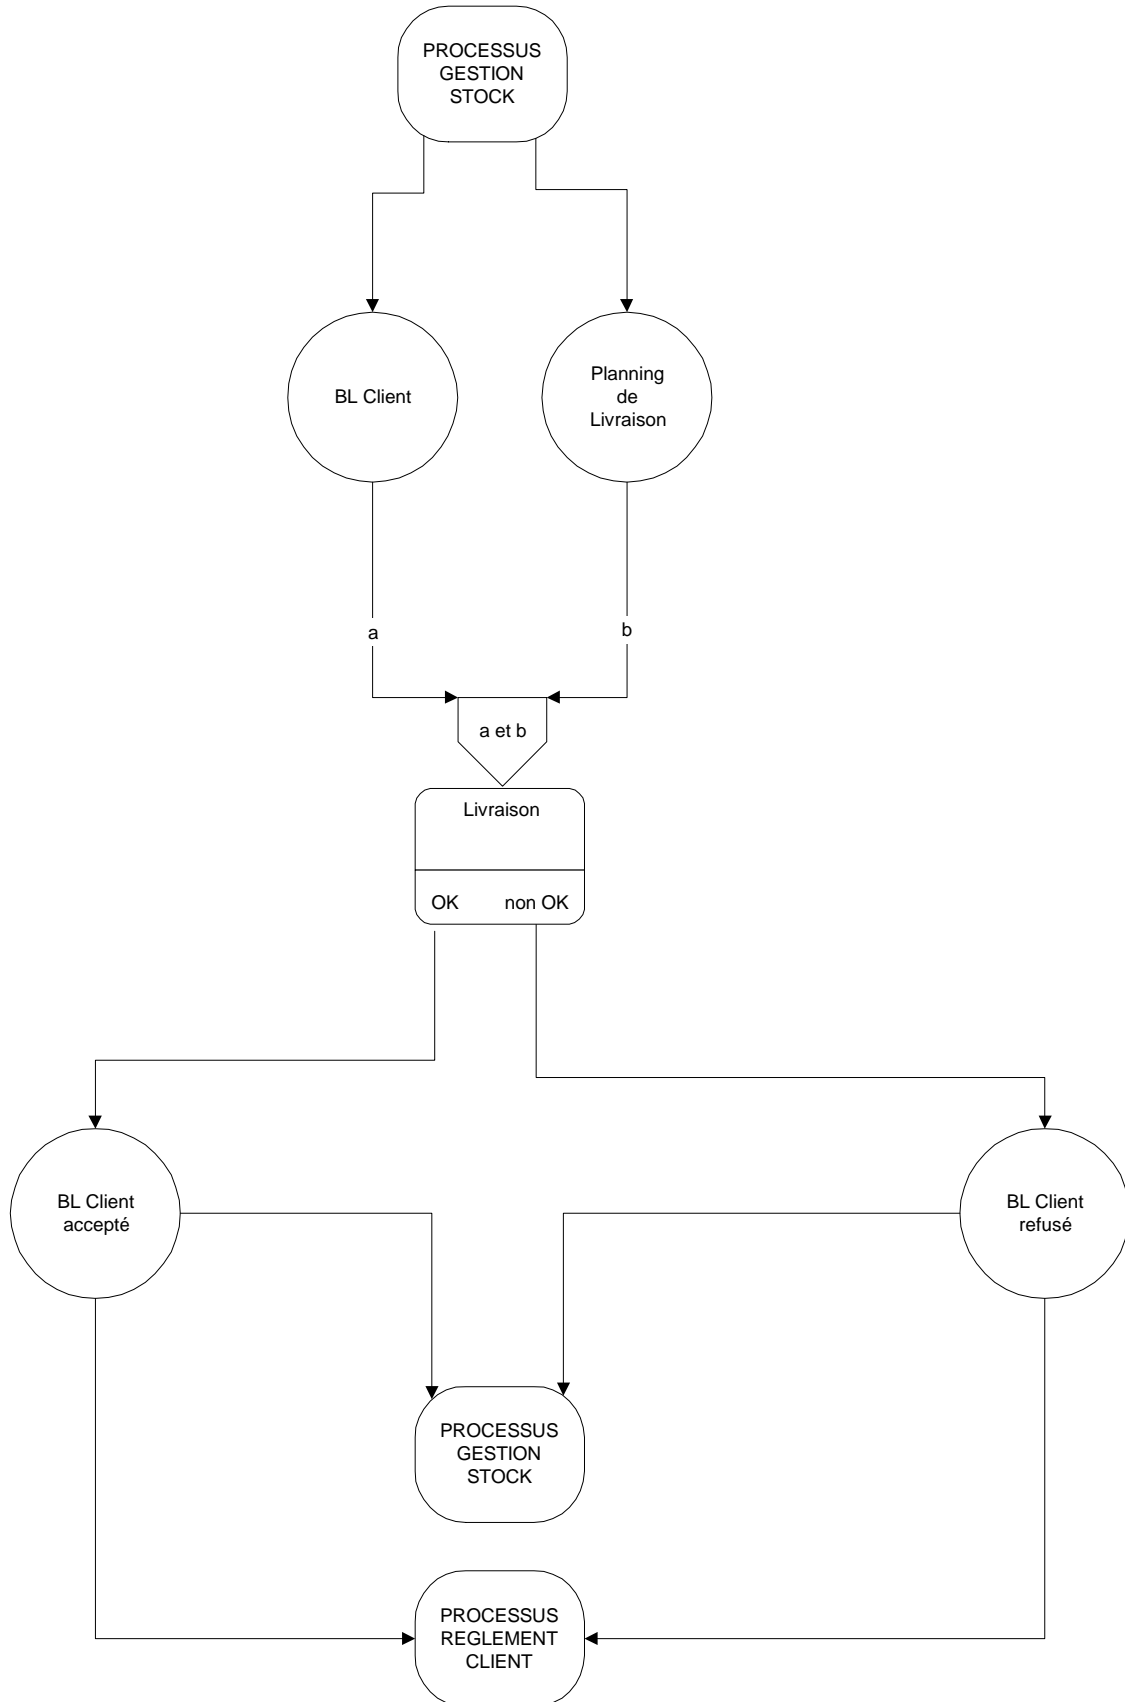 PROCESSUS
GESTION
STOCK
BL Client
Planning
de
Livraison
a
b
a et b
Livraison
OK
non OK
BL Client
accepté
BL Client
refusé
PROCESSUS
GESTION
STOCK
PROCESSUS
REGLEMENT
CLIENT